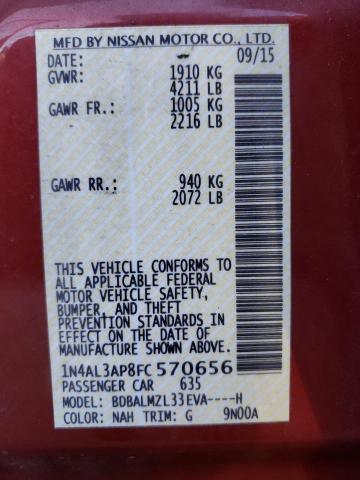 MFD BY NISSAN MOTOR CO., LTD.
DATE: 09/15
GVWR: 1910 KG
4211 LB
GAWR FR.: 1005 KG
2216 LB
GAWR RR.: 940 KG
2072 LB
THIS VEHICLE CONFORMS TO
ALL APPLICABLE FEDERAL
MOTOR VEHICLE SAFETY,
BUMPER, AND THEFT
PREVENTION STANDARDS IN
EFFECT ON THE DATE OF
MANUFACTURE SHOWN ABOVE.
1N4AL3AP8FC570656
PASSENGER CAR 635
MODEL: BDBALMZL33EVA----H
COLOR: NAH TRIM: G 9N00A